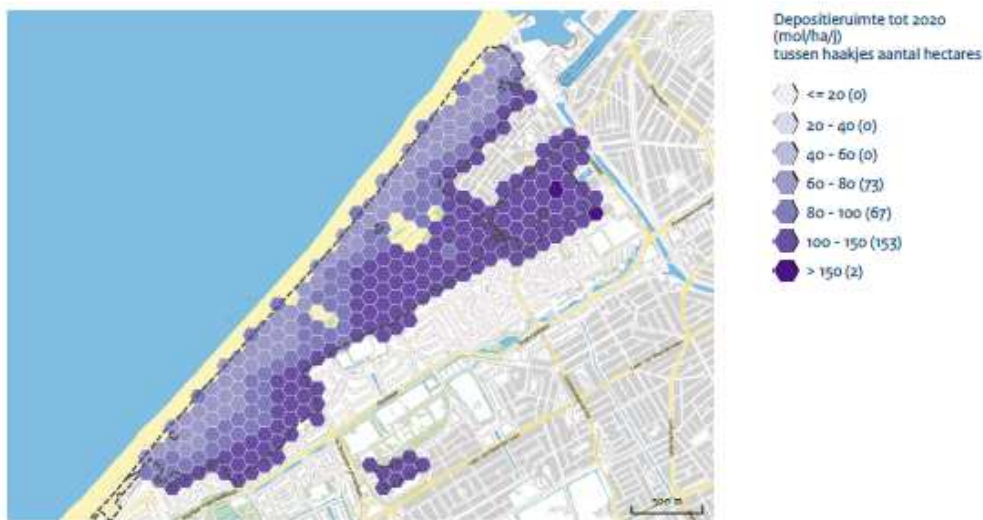 Depositieruimte tot 2020
(mol/ha/j)
tussen haakjes aantal hectares
<= 20 (0)
20 - 40 (0)
40 - 60 (0)
60 - 80 (73)
80 - 100 (67)
100 - 150 (153)
> 150 (2)
500 m